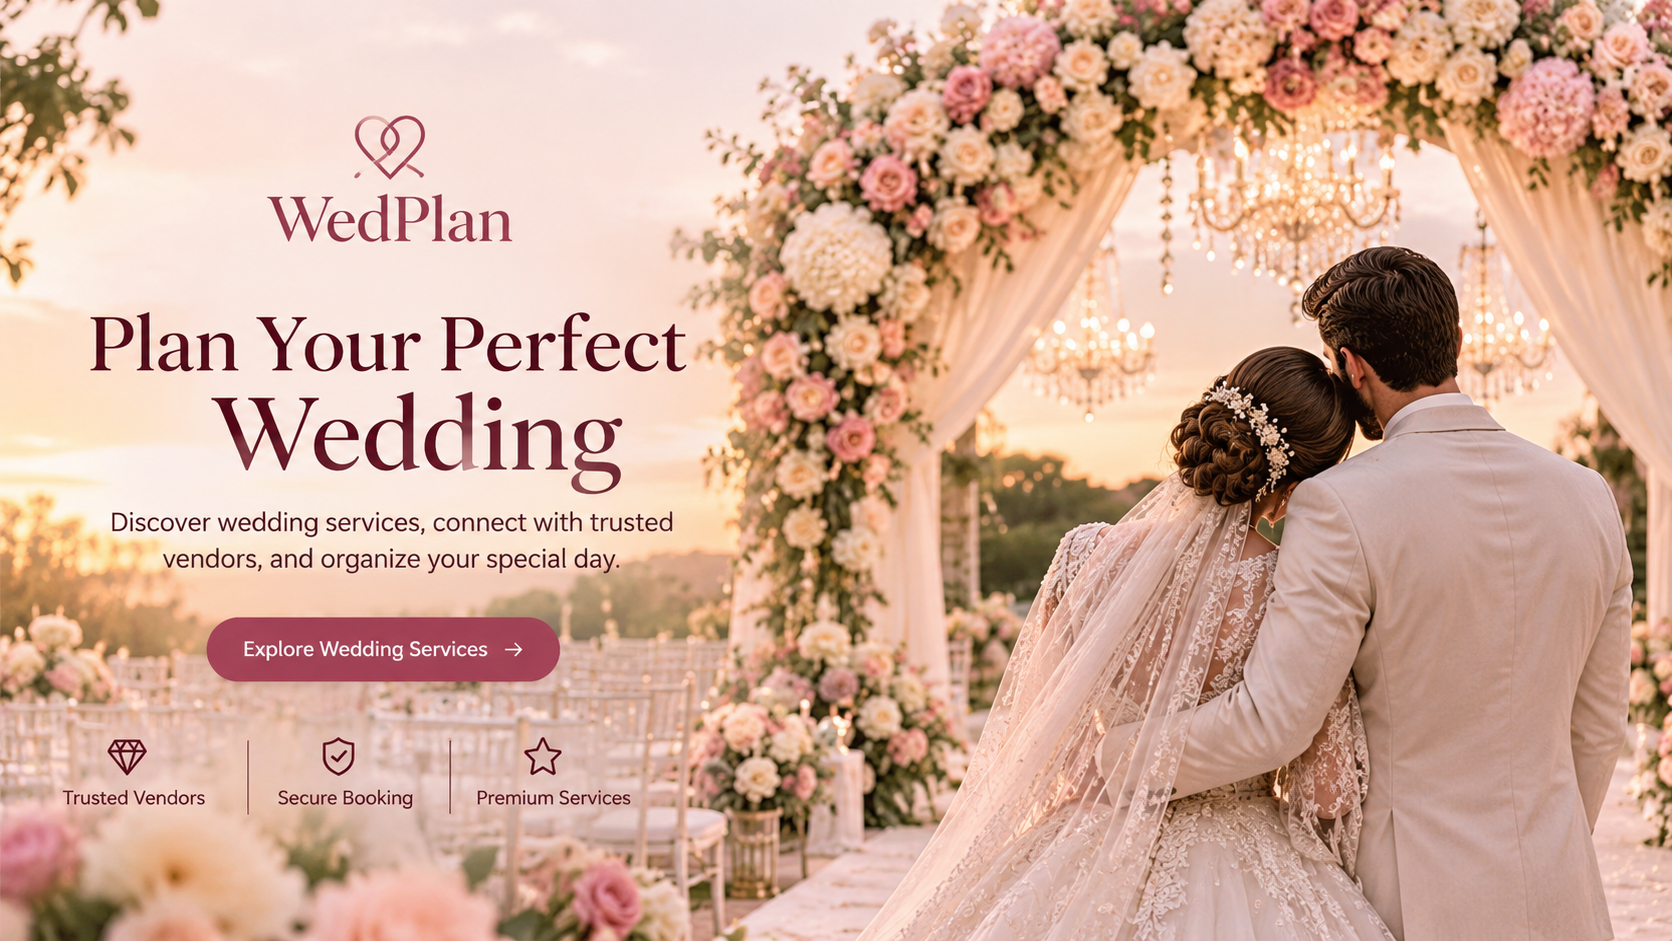 WedPlan
Plan Your Perfect
Wedding
Discover wedding services, connect with trusted
vendors, and organize your special day.
Explore Wedding Services →
Trusted Vendors
Secure Booking
Premium Services